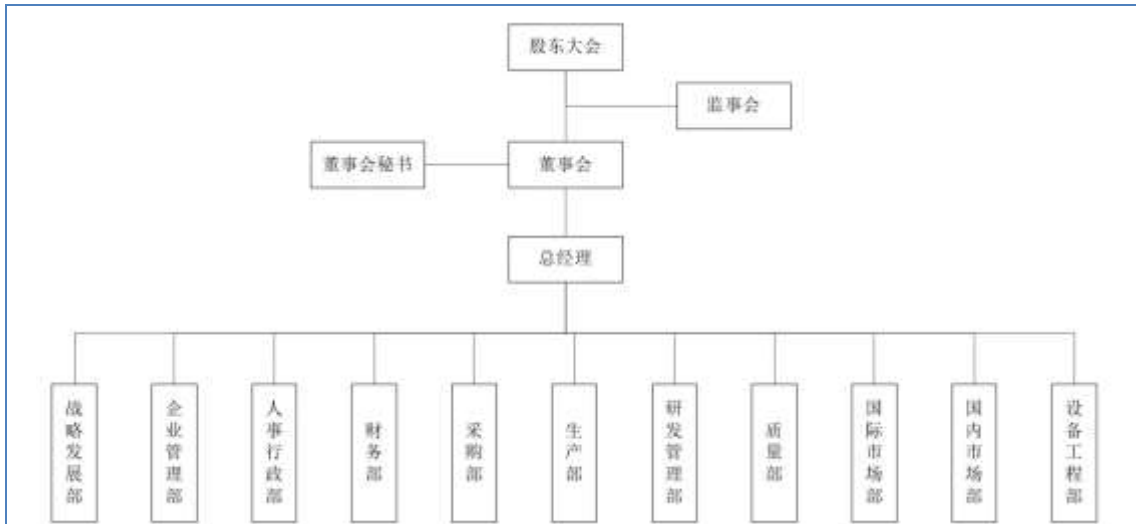 股东大会
监事会
董事会秘书
董事会
总经理
战略发展部
企业管理部
人事行政部
财务部
采购部
生产部
研发管理部
质量部
国际市场部
国内市场部
设备工程部